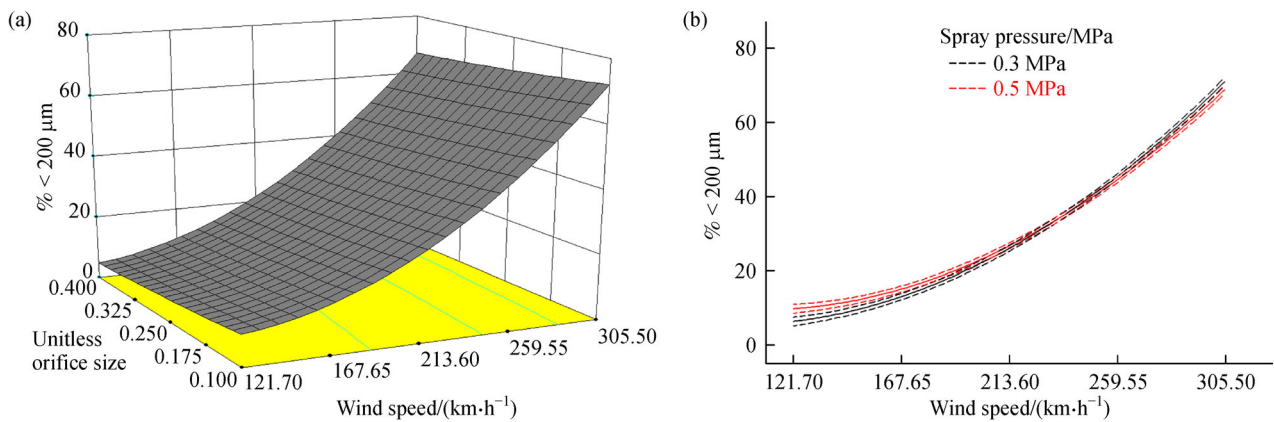 (a)
80
60
40
20
0
% < 200 μm
0.400
0.325
0.250
0.175
0.100
Unitless
orifice size
121.70
167.65
213.60
259.55
305.50
Wind speed/(km·h⁻¹)
(b)
Spray pressure/MPa
0.3 MPa
0.5 MPa
80
60
40
20
0
% < 200 μm
121.70
167.65
213.60
259.55
305.50
Wind speed/(km·h⁻¹)